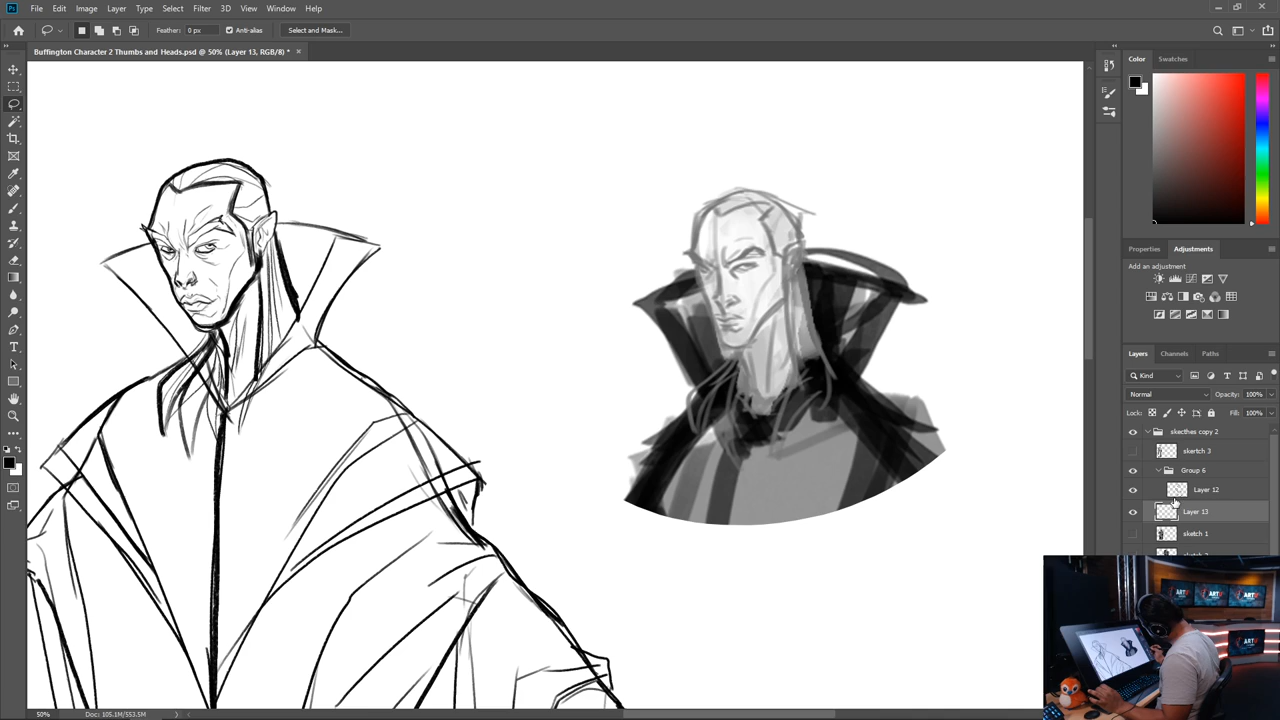 Ps File Edit Image Layer Type Select Filter 3D View Window Help
Feather: 0 px Anti-alias Select and Mask...
Buffington Character 2 Thumbs and Heads.psd @ 50% (Layer 13, RGB/8) *
Color Swatches
Properties Adjustments
Add an adjustment
Layers Channels Paths
Kind
Normal Opacity: 100%
Lock: Fill: 100%
skecthes copy 2
skertch 3
Group 6
Layer 12
Layer 13
sketch 1
50% Doc: 105.1M/553.5M